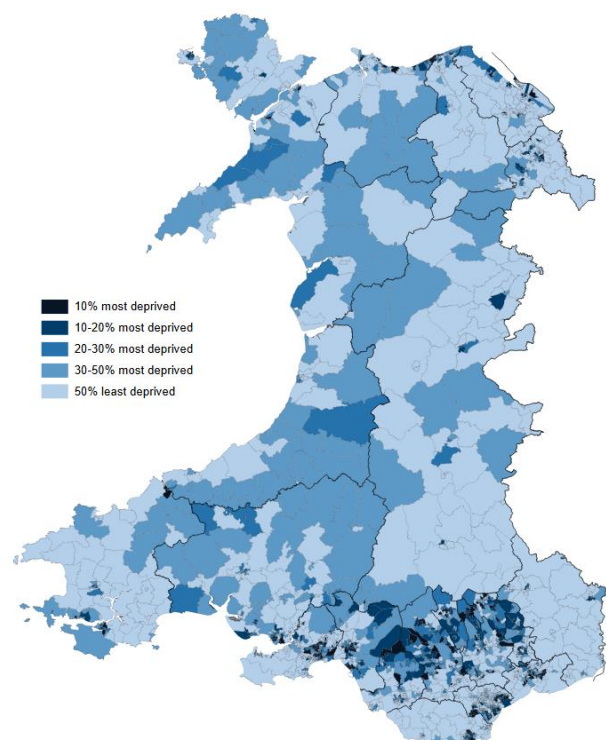 10% most deprived
10-20% most deprived
20-30% most deprived
30-50% most deprived
50% least deprived